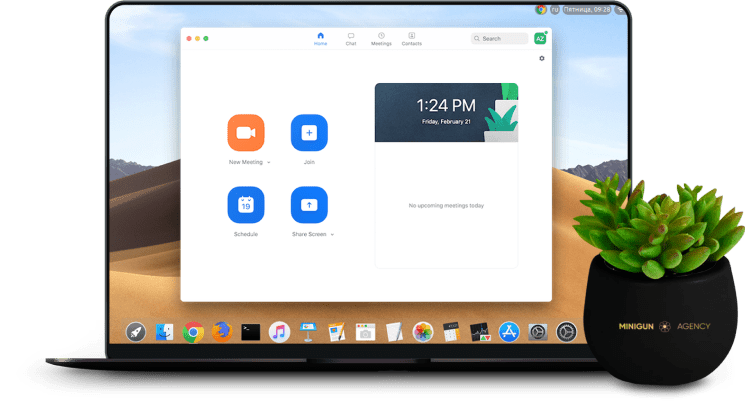 ru Пятница, 09:28
Home Chat Meetings Contacts
Search
AZ
1:24 PM
Friday, February 21
New Meeting
Join
No upcoming meetings today
19
Schedule
Share Screen
MINIGUN AGENCY